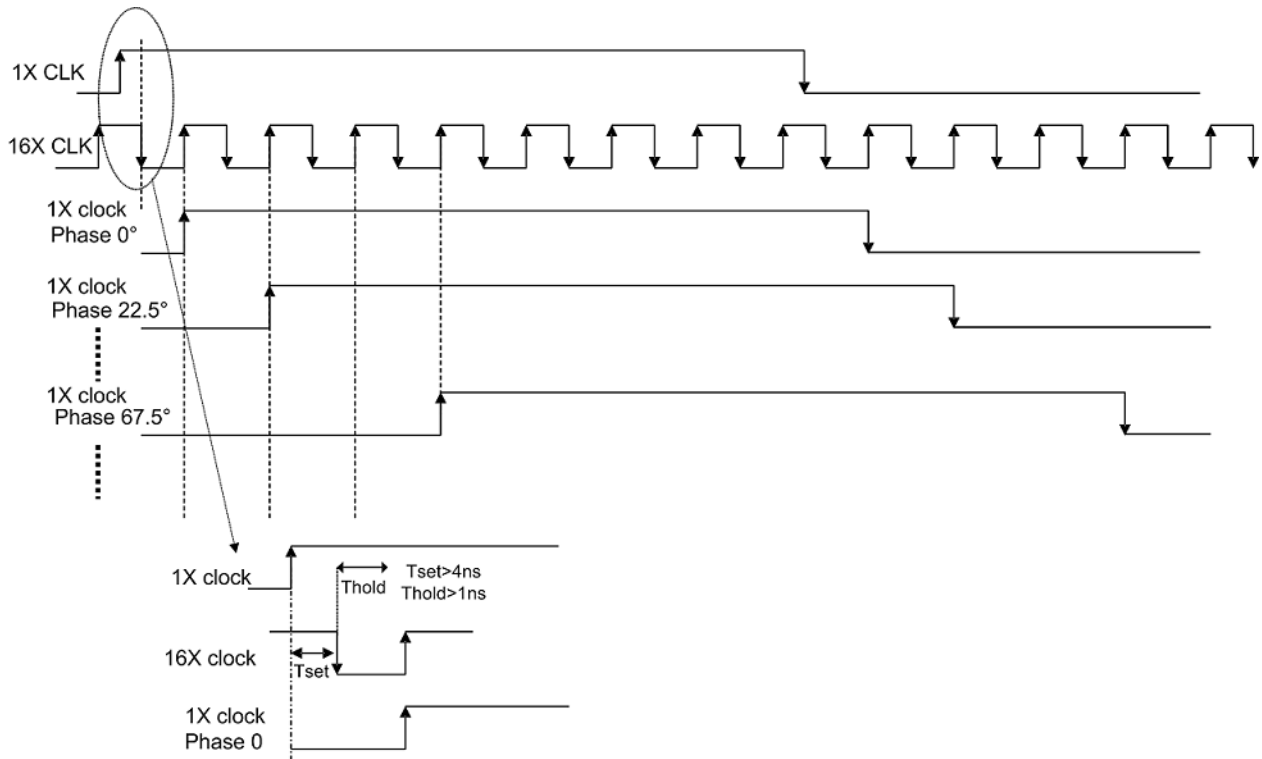 1X CLK
16X CLK
1X clock
Phase 0°
1X clock
Phase 22.5°
1X clock
Phase 67.5°
1X clock
Thold
Tset>4ns
Thold>1ns
16X clock
Tset
1X clock
Phase 0